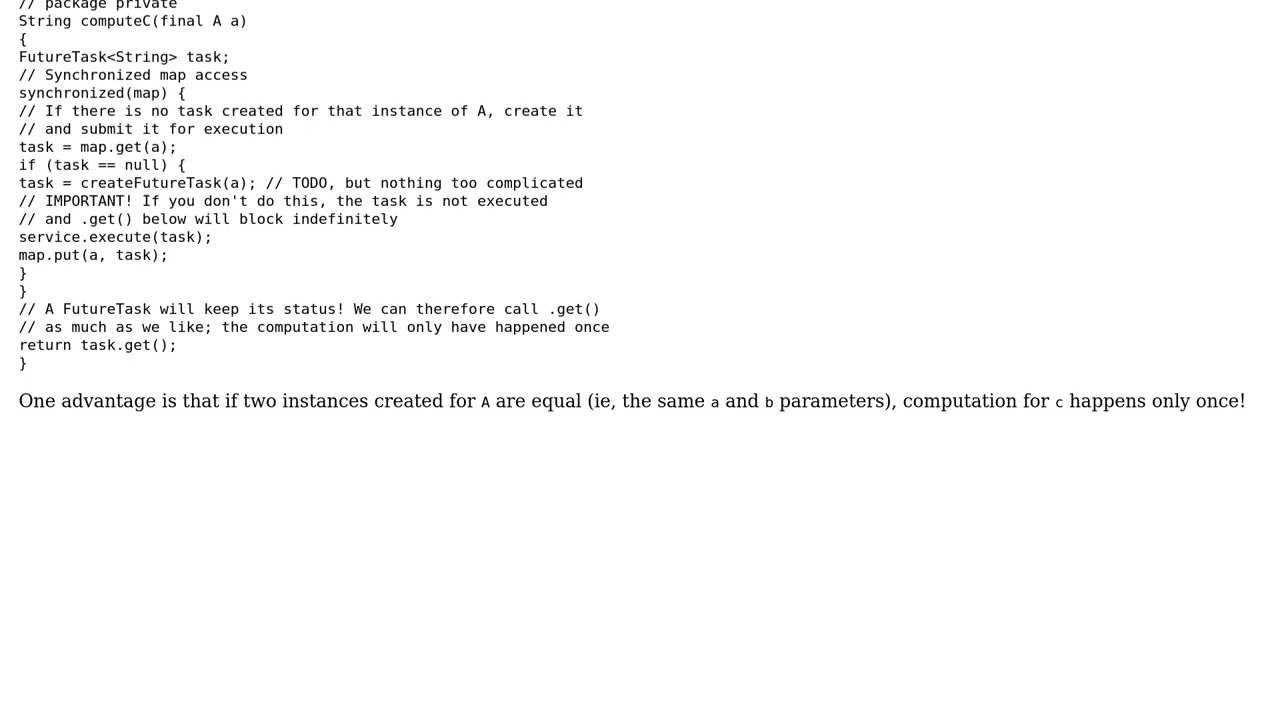 // package private
String computeC(final A a)
{
FutureTask<String> task;
// Synchronized map access
synchronized(map) {
// If there is no task created for that instance of A, create it
// and submit it for execution
task = map.get(a);
if (task == null) {
task = createFutureTask(a); // TODO, but nothing too complicated
// IMPORTANT! If you don't do this, the task is not executed
// and .get() below will block indefinitely
service.execute(task);
map.put(a, task);
}
}
// A FutureTask will keep its status! We can therefore call .get()
// as much as we like; the computation will only have happened once
return task.get();
}
One advantage is that if two instances created for A are equal (ie, the same a and b parameters), computation for c happens only once!